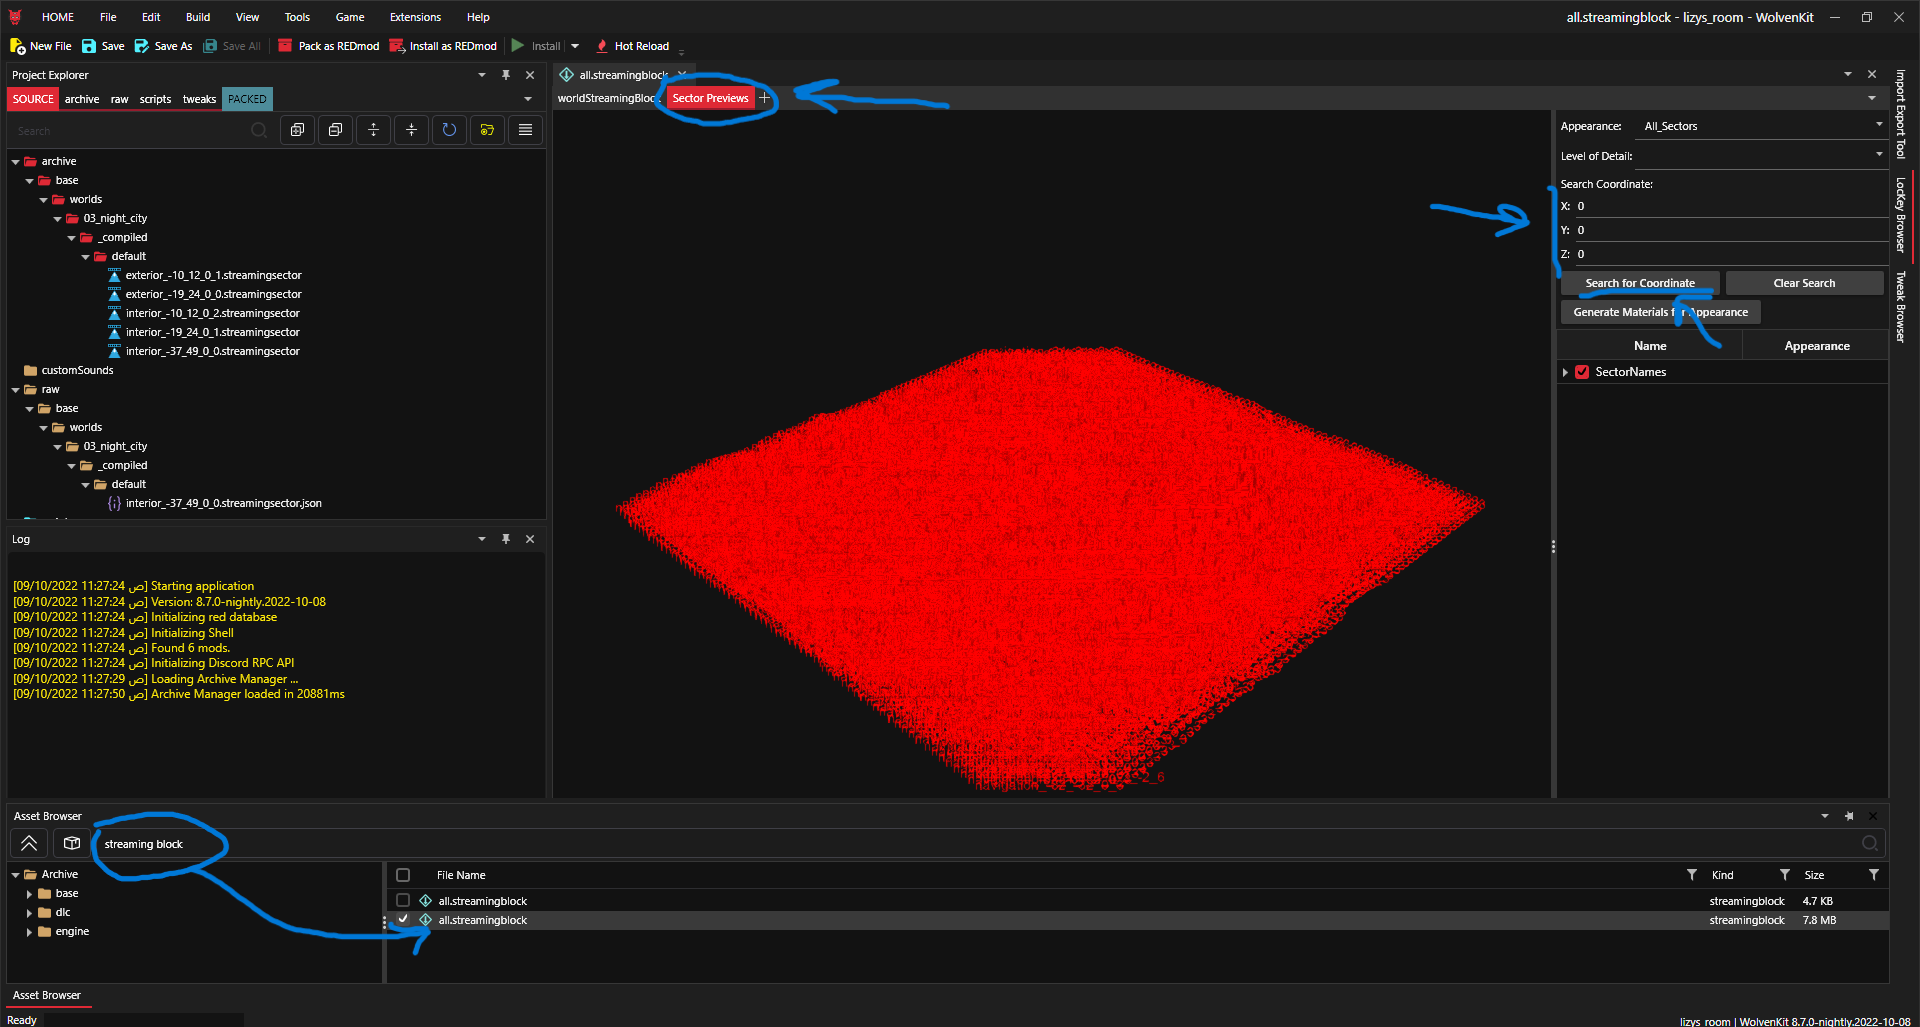 HOME File Edit Build View Tools Game Extensions Help all.streamingblock - lizys_room - WolvenKit
New File Save Save As Save All Pack as REDmod Install as REDmod Install Hot Reload
Project Explorer
SOURCE archive raw scripts tweaks PACKED
Search
archive
base
worlds
03_night_city
_compiled
default
exterior_-10_12_0_1.streamingsector
exterior_-19_24_0_0.streamingsector
interior_-10_12_0_2.streamingsector
interior_-19_24_0_1.streamingsector
interior_-37_49_0_0.streamingsector
customSounds
raw
base
worlds
03_night_city
_compiled
default
interior_-37_49_0_0.streamingsector.json
Log
[09/10/2022 11:27:24 ص] Starting application
[09/10/2022 11:27:24 ص] Version: 8.7.0-nightly.2022-10-08
[09/10/2022 11:27:24 ص] Initializing red database
[09/10/2022 11:27:24 ص] Initializing Shell
[09/10/2022 11:27:24 ص] Found 6 mods.
[09/10/2022 11:27:24 ص] Initializing Discord RPC API
[09/10/2022 11:27:29 ص] Loading Archive Manager ...
[09/10/2022 11:27:50 ص] Archive Manager loaded in 20881ms
all.streamingblock
worldStreamingBloc Sector Previews
Appearance: All_Sectors
Level of Detail:
Search Coordinate:
X: 0
Y: 0
Z: 0
Search for Coordinate Clear Search
Generate Materials f Appearance
Name Appearance
SectorNames
Import Export Tool
LocKey Browser
Tweak Browser
Asset Browser
streaming block
Archive
base
dlc
engine
File Name Kind Size
all.streamingblock streamingblock 4.7 KB
all.streamingblock streamingblock 7.8 MB
Asset Browser
Ready lizys_room | WolvenKit 8.7.0-nightly.2022-10-08